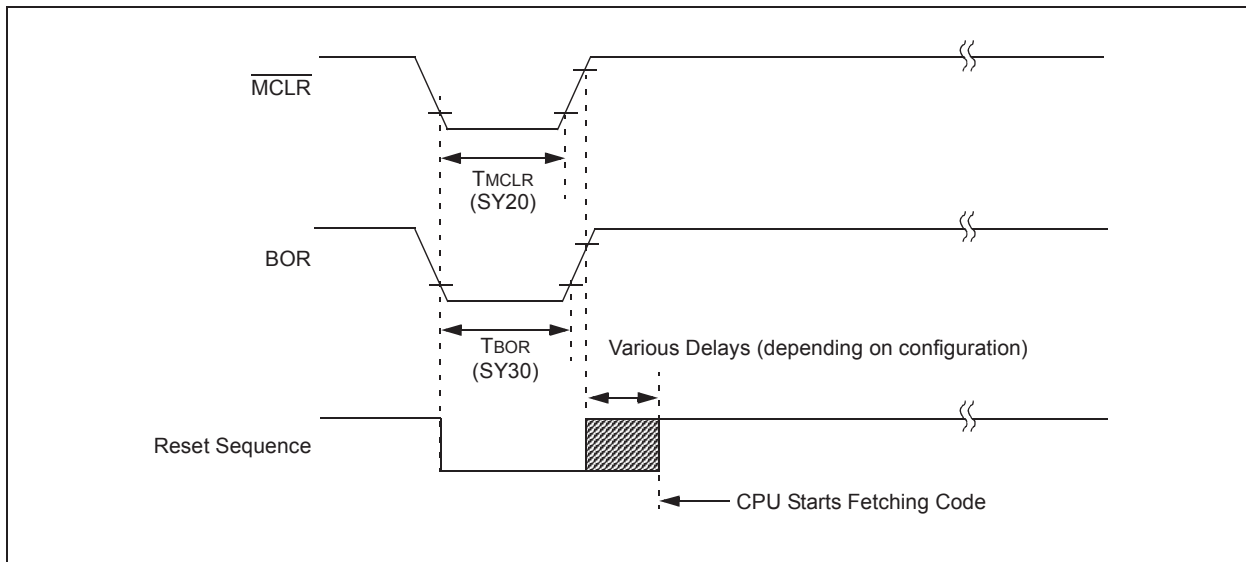 MCLR
TMCLR
(SY20)
BOR
TBOR
(SY30)
Various Delays (depending on configuration)
Reset Sequence
CPU Starts Fetching Code